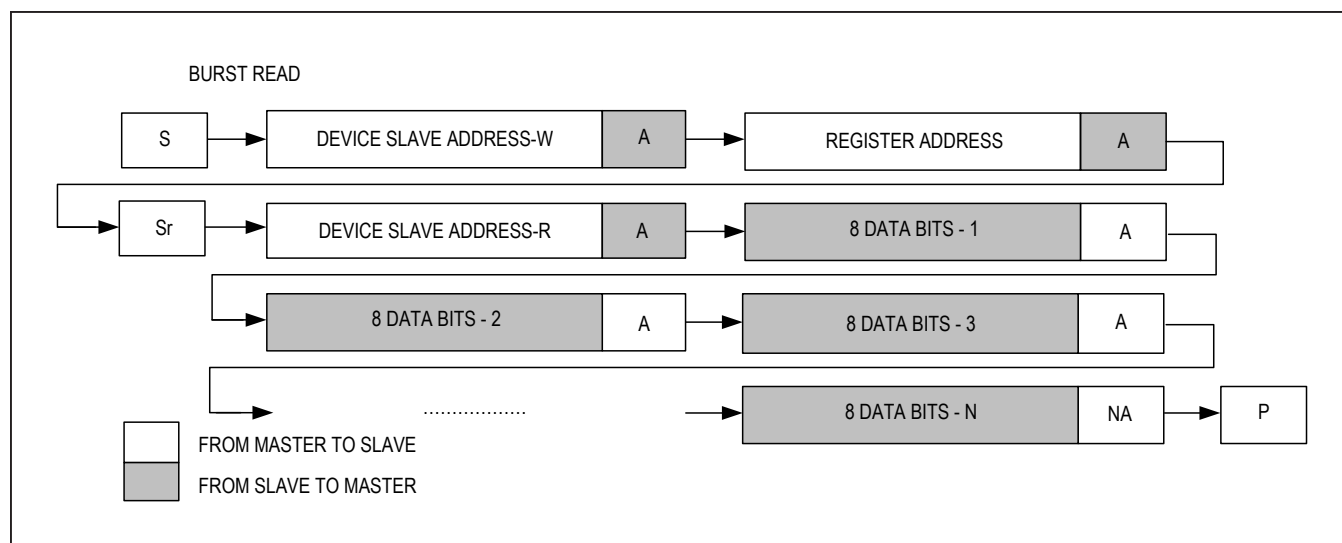 BURST READ
S DEVICE SLAVE ADDRESS-W A REGISTER ADDRESS A
Sr DEVICE SLAVE ADDRESS-R A 8 DATA BITS - 1 A
8 DATA BITS - 2 A 8 DATA BITS - 3 A
.................. 8 DATA BITS - N NA P
FROM MASTER TO SLAVE
FROM SLAVE TO MASTER